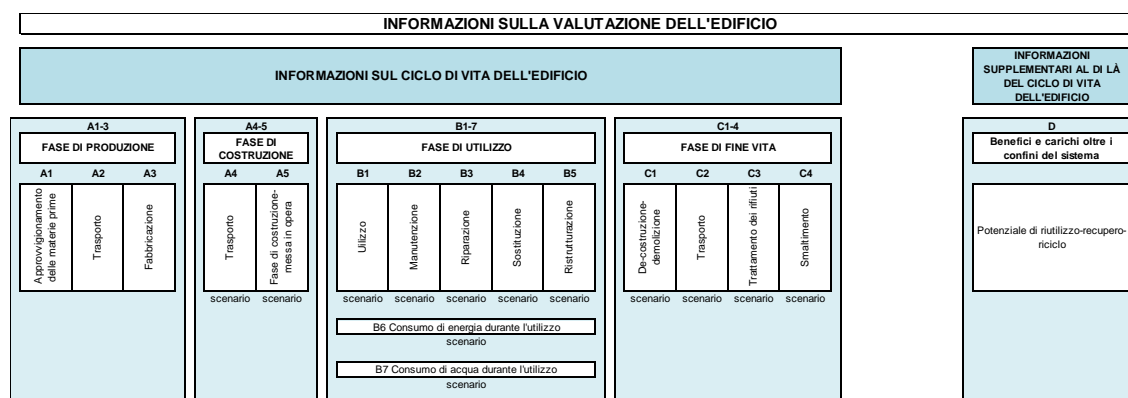 INFORMAZIONI SULLA VALUTAZIONE DELL'EDIFICIO
INFORMAZIONI SUL CICLO DI VITA DELL'EDIFICIO
INFORMAZIONI
SUPPLEMENTARI AL DI LÀ
DEL CICLO DI VITA
DELL'EDIFICIO
A1-3
FASE DI PRODUZIONE
A1
A2
A3
Approvvigionamento
delle materie prime
Trasporto
Fabbricazione
A4-5
FASE DI
COSTRUZIONE
A4
A5
Trasporto
Fase di costruzione-
messa in opera
scenario
scenario
B1-7
FASE DI UTILIZZO
B1
B2
B3
B4
B5
Uilizzo
Manutenzione
Riparazione
Sostituzione
Ristrutturazione
scenario
scenario
scenario
scenario
scenario
B6 Consumo di energia durante l'utilizzo
scenario
B7 Consumo di acqua durante l'utilizzo
scenario
C1-4
FASE DI FINE VITA
C1
C2
C3
C4
De-costruzione-
demolizione
Trasporto
Trattamento dei rifiuti
Smaltimento
scenario
scenario
scenario
scenario
D
Benefici e carichi oltre i
confini del sistema
Potenziale di riutilizzo-recupero-
riciclo